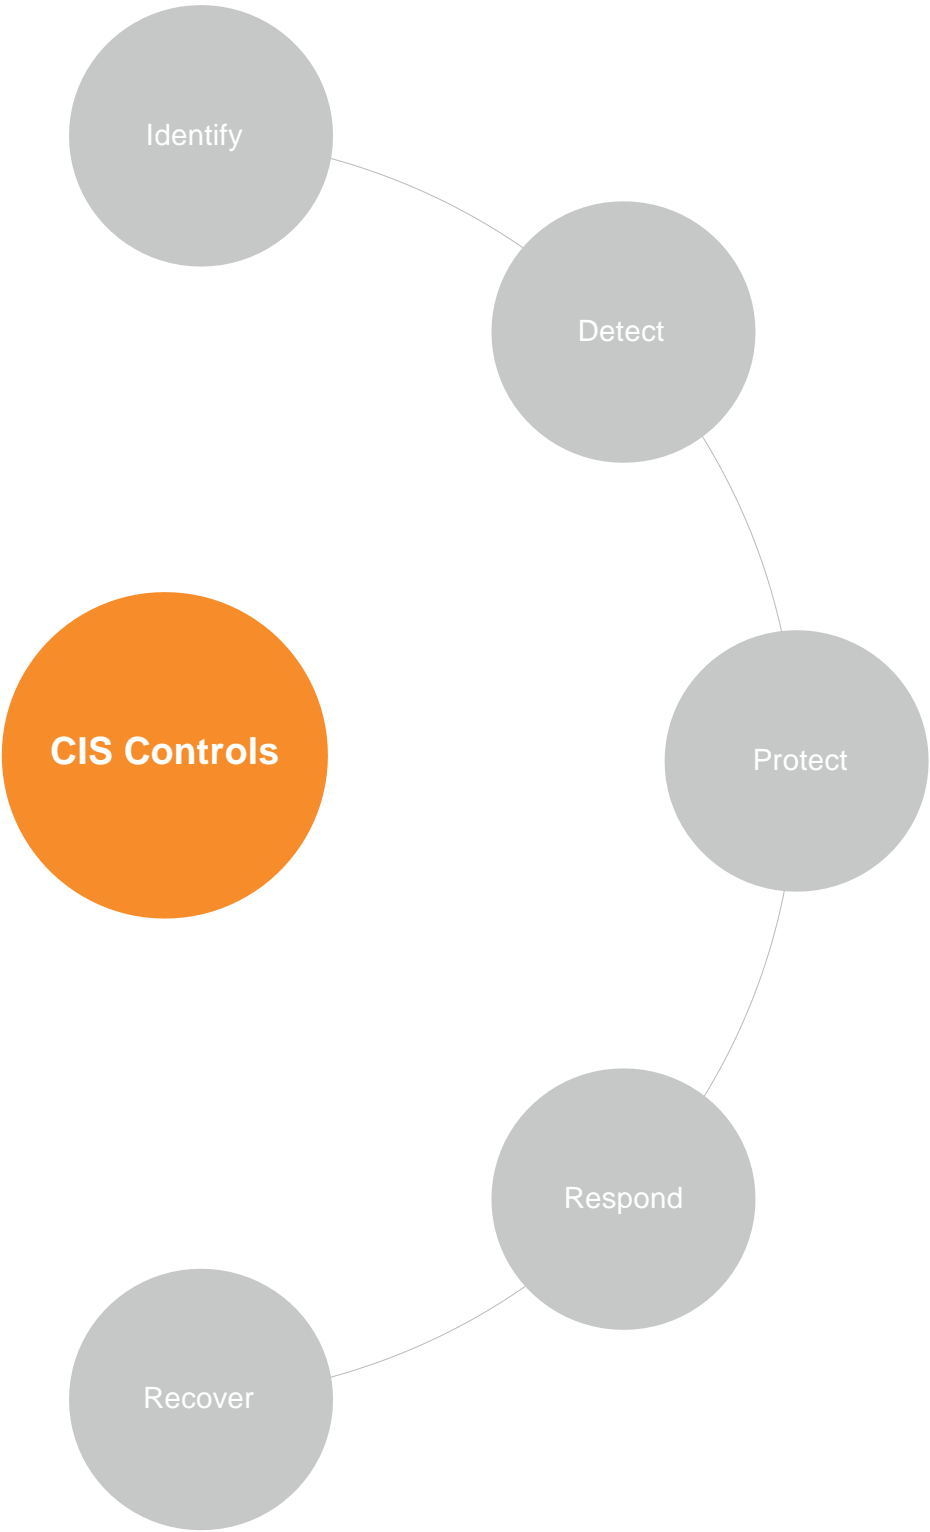 Identify
Detect
CIS Controls
Protect
Respond
Recover